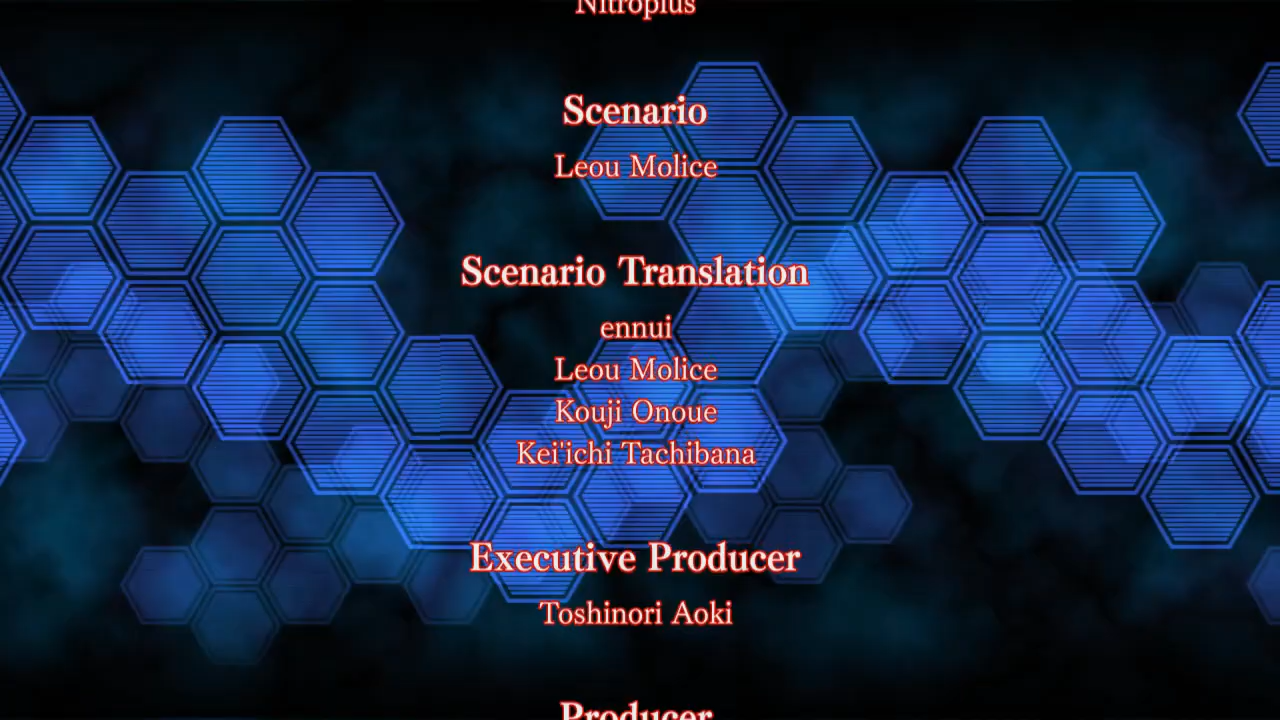 Nitroplus
Scenario
Leou Molice
Scenario Translation
ennui
Leou Molice
Kouji Onoue
Kei'ichi Tachibana
Executive Producer
Toshinori Aoki
Producer